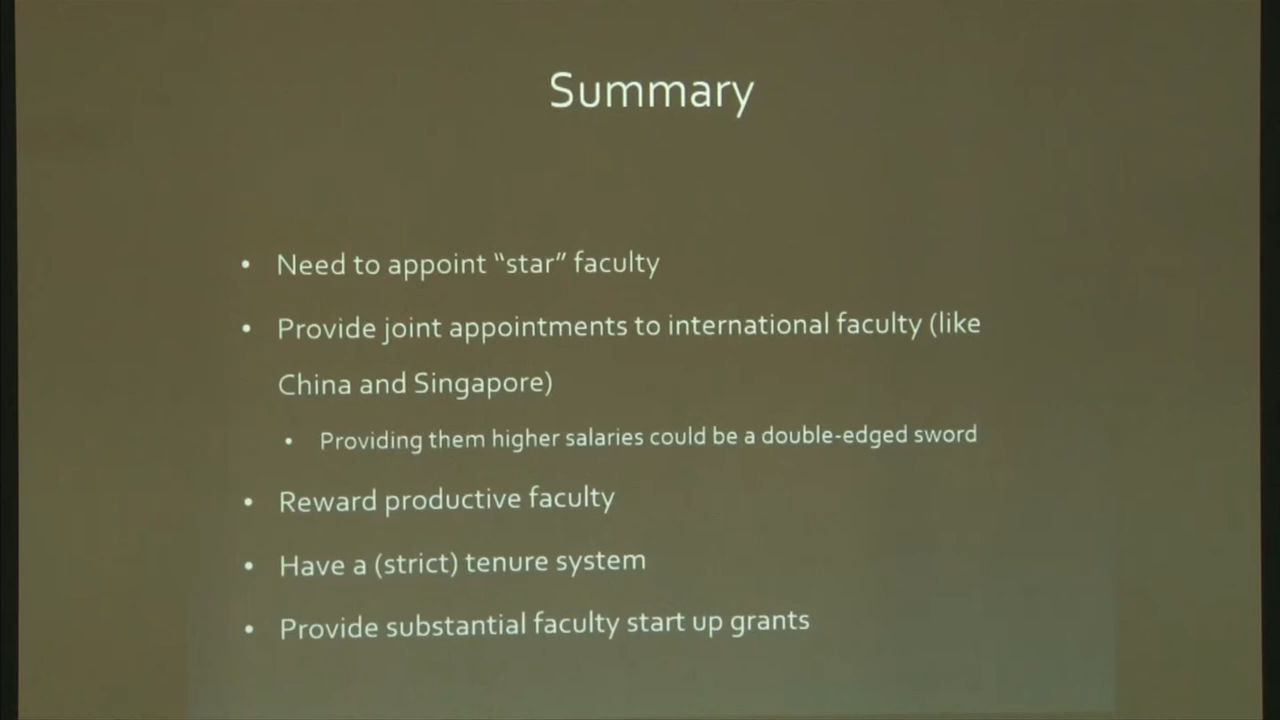 Summary
• Need to appoint “star” faculty
• Provide joint appointments to international faculty (like
China and Singapore)
• Providing them higher salaries could be a double-edged sword
• Reward productive faculty
• Have a (strict) tenure system
• Provide substantial faculty start up grants